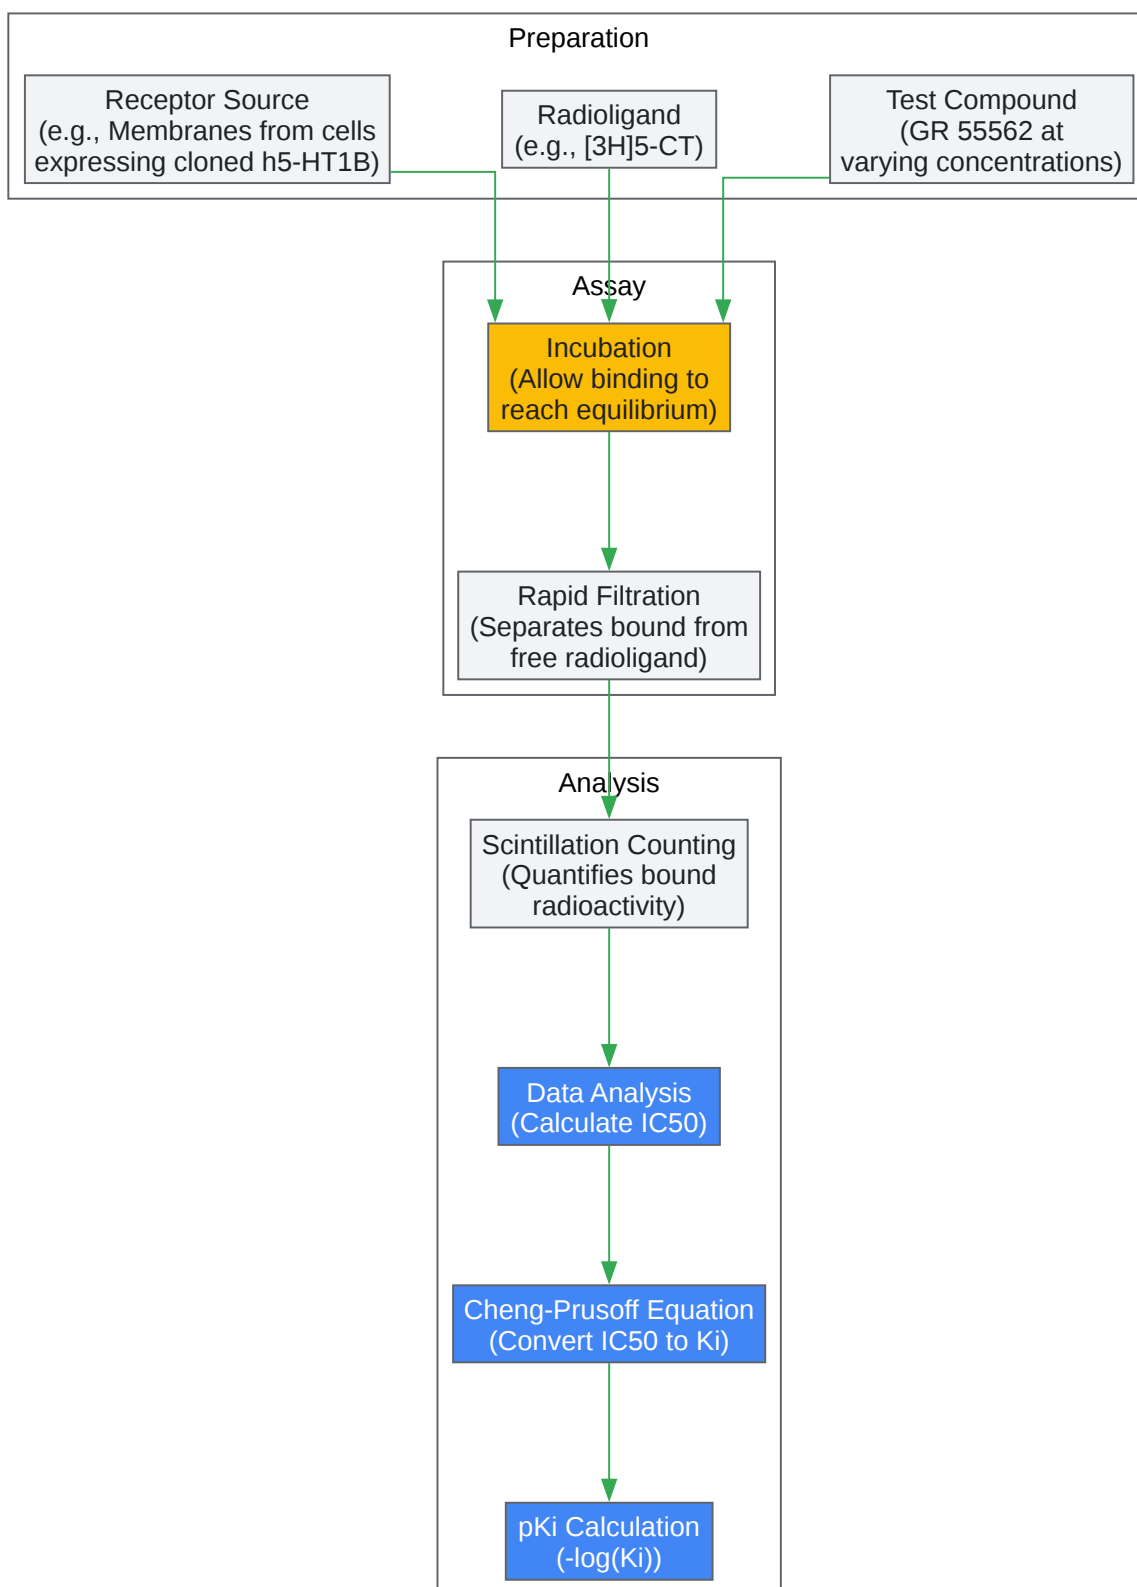 Preparation
Receptor Source
(e.g., Membranes from cells
expressing cloned h5-HT1B)
Radioligand
(e.g., [3H]5-CT)
Test Compound
(GR 55562 at
varying concentrations)
Assay
Incubation
(Allow binding to
reach equilibrium)
Rapid Filtration
(Separates bound from
free radioligand)
Analysis
Scintillation Counting
(Quantifies bound
radioactivity)
Data Analysis
(Calculate IC50)
Cheng-Prusoff Equation
(Convert IC50 to Ki)
pKi Calculation
(-log(Ki))